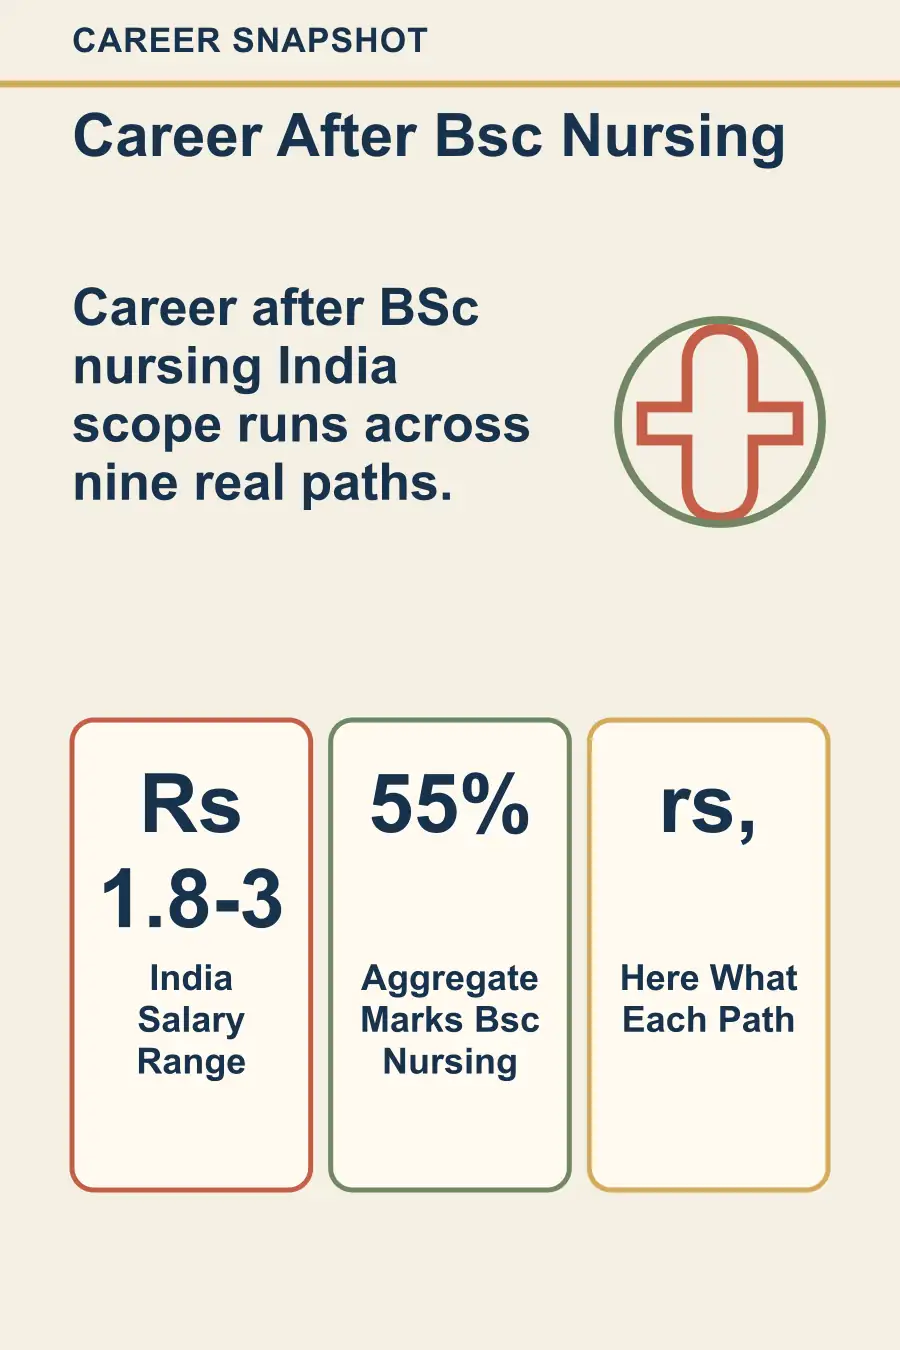 CAREER SNAPSHOT
Career After Bsc Nursing
Career after BSc
nursing India
scope runs across
nine real paths.
Rs
1.8-3
India
Salary
Range
55%
Aggregate
Marks Bsc
Nursing
rs,
Here What
Each Path